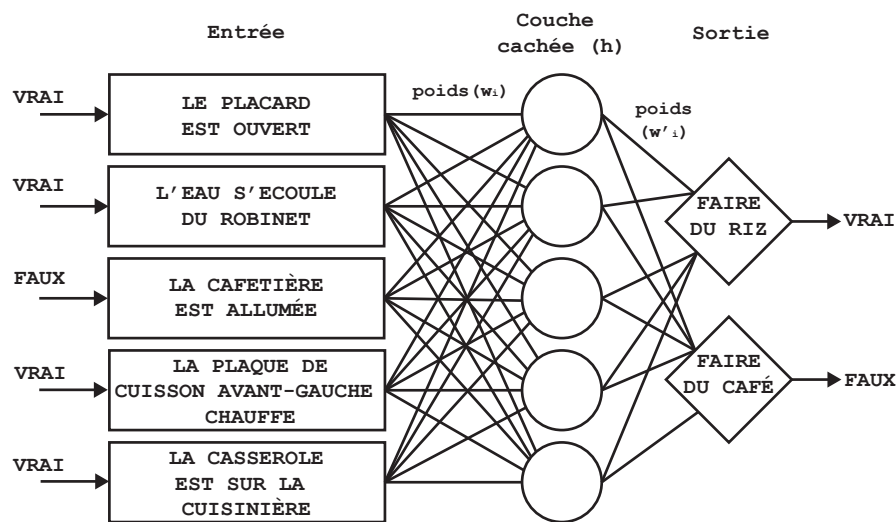 Entrée
Couche
cachée (h)
Sortie
VRAI
LE PLACARD
EST OUVERT
poids(wi)
poids
(w'i)
VRAI
L'EAU S'ECOULE
DU ROBINET
FAIRE
DU RIZ
VRAI
FAUX
LA CAFETIÈRE
EST ALLUMÉE
VRAI
LA PLAQUE DE
CUISSON AVANT-GAUCHE
CHAUFFE
FAIRE
DU CAFÉ
FAUX
VRAI
LA CASSEROLE
EST SUR LA
CUISINIÈRE